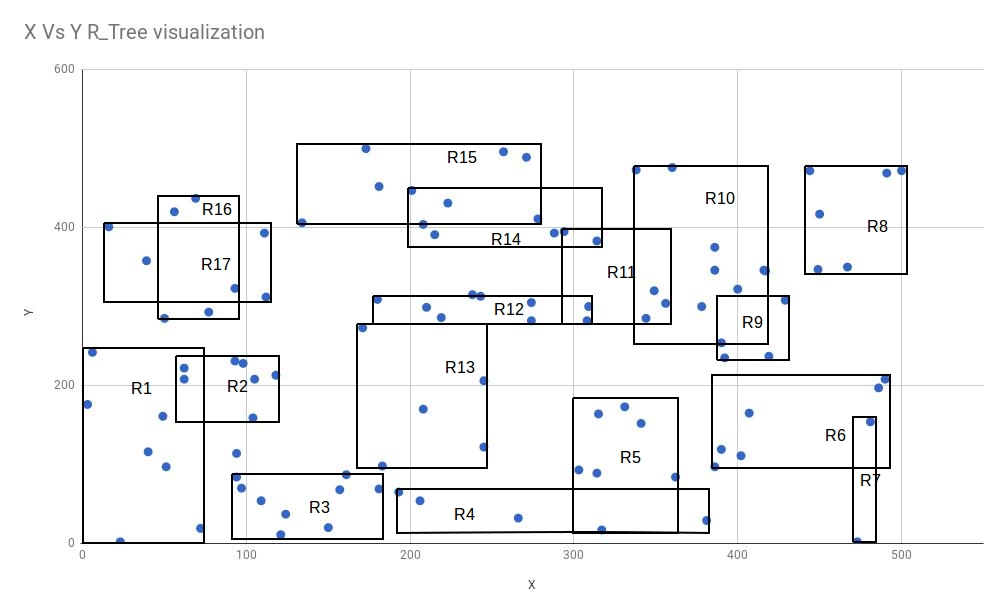 X Vs Y R_Tree visualization
600
R15
R10
R16
R8
400
R14
R17
R11
Y
R12
R9
R13
R1
R2
200
R6
R5
R7
R3
R4
0
0
100
200
300
400
500
X